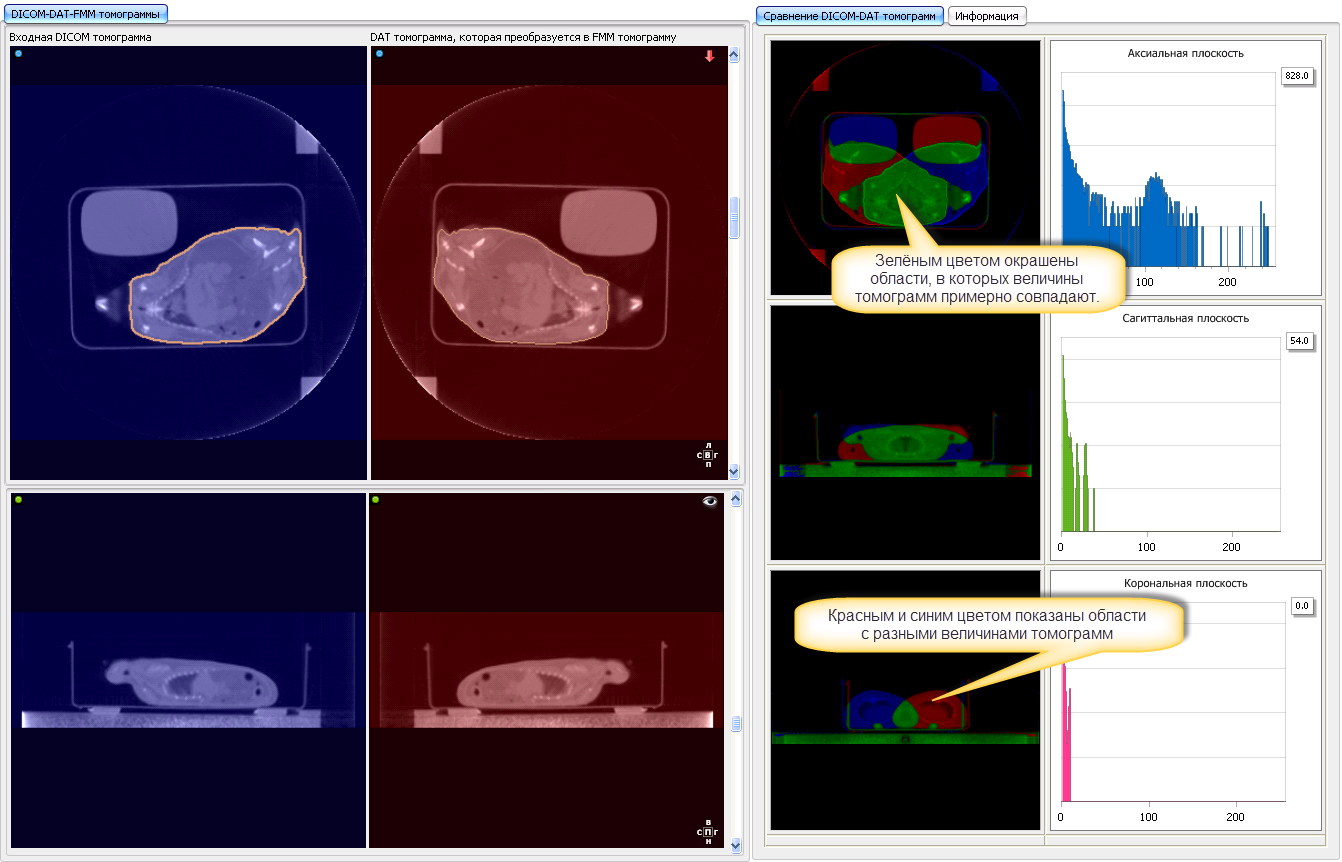 DICOM-DAT-FMM томограммы
Входная DICOM томограмма
DAT томограмма, которая преобразуется в FMM томограмму
л
с В г
п
в
с П г
н
Сравнение DICOM-DAT томограмм
Информация
Аксиальная плоскость
828.0
100
200
Зелёным цветом окрашены
области, в которых величины
томограмм примерно совпадают.
Сагиттальная плоскость
54.0
0
100
200
Корональная плоскость
0.0
0
100
200
Красным и синим цветом показаны области
с разными величинами томограмм